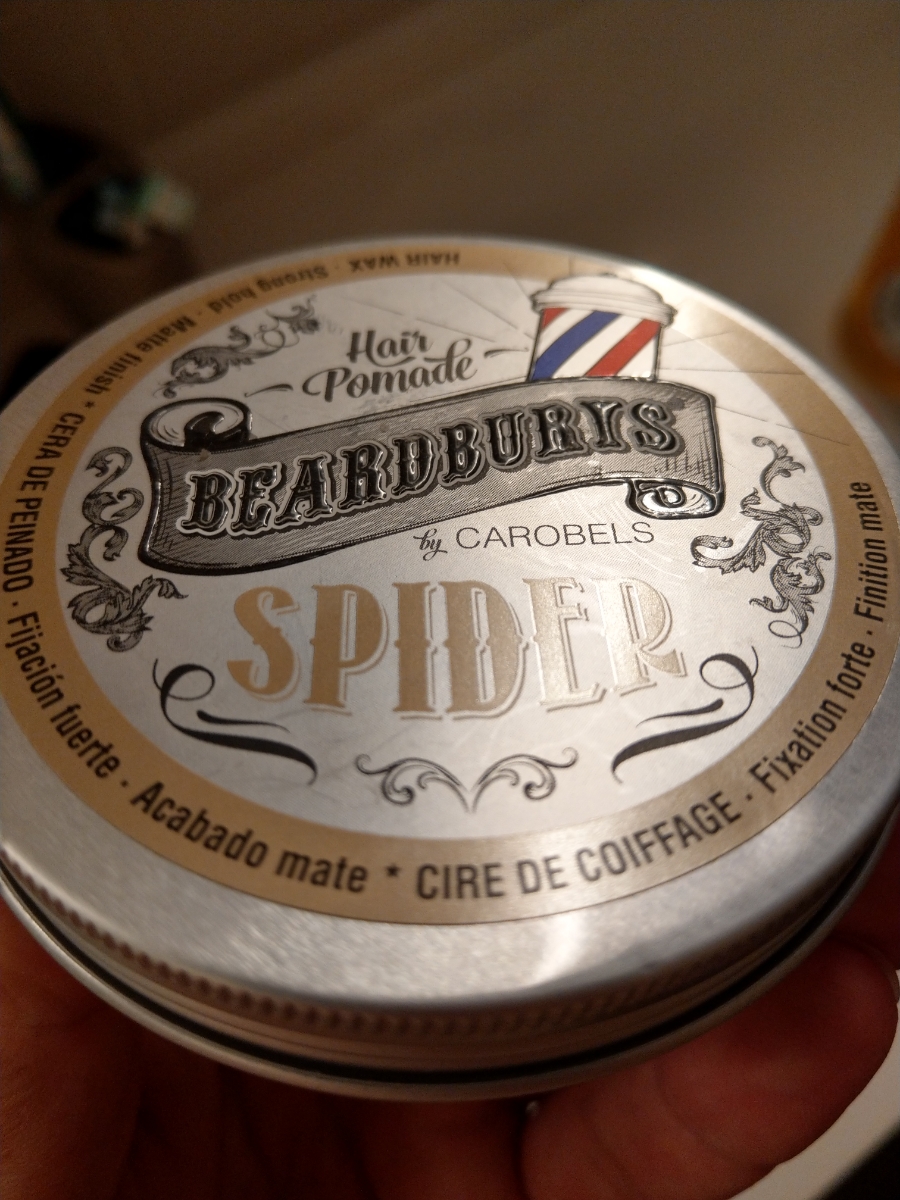 Hair
Pomade
BEARDBURYS
by CAROBELS
SPIDER
HAIR WAX · Strong hold · Matte finish * CERA DE PEINADO · Fijación fuerte · Acabado mate * CIRE DE COIFFAGE · Fixation forte · Finition mate